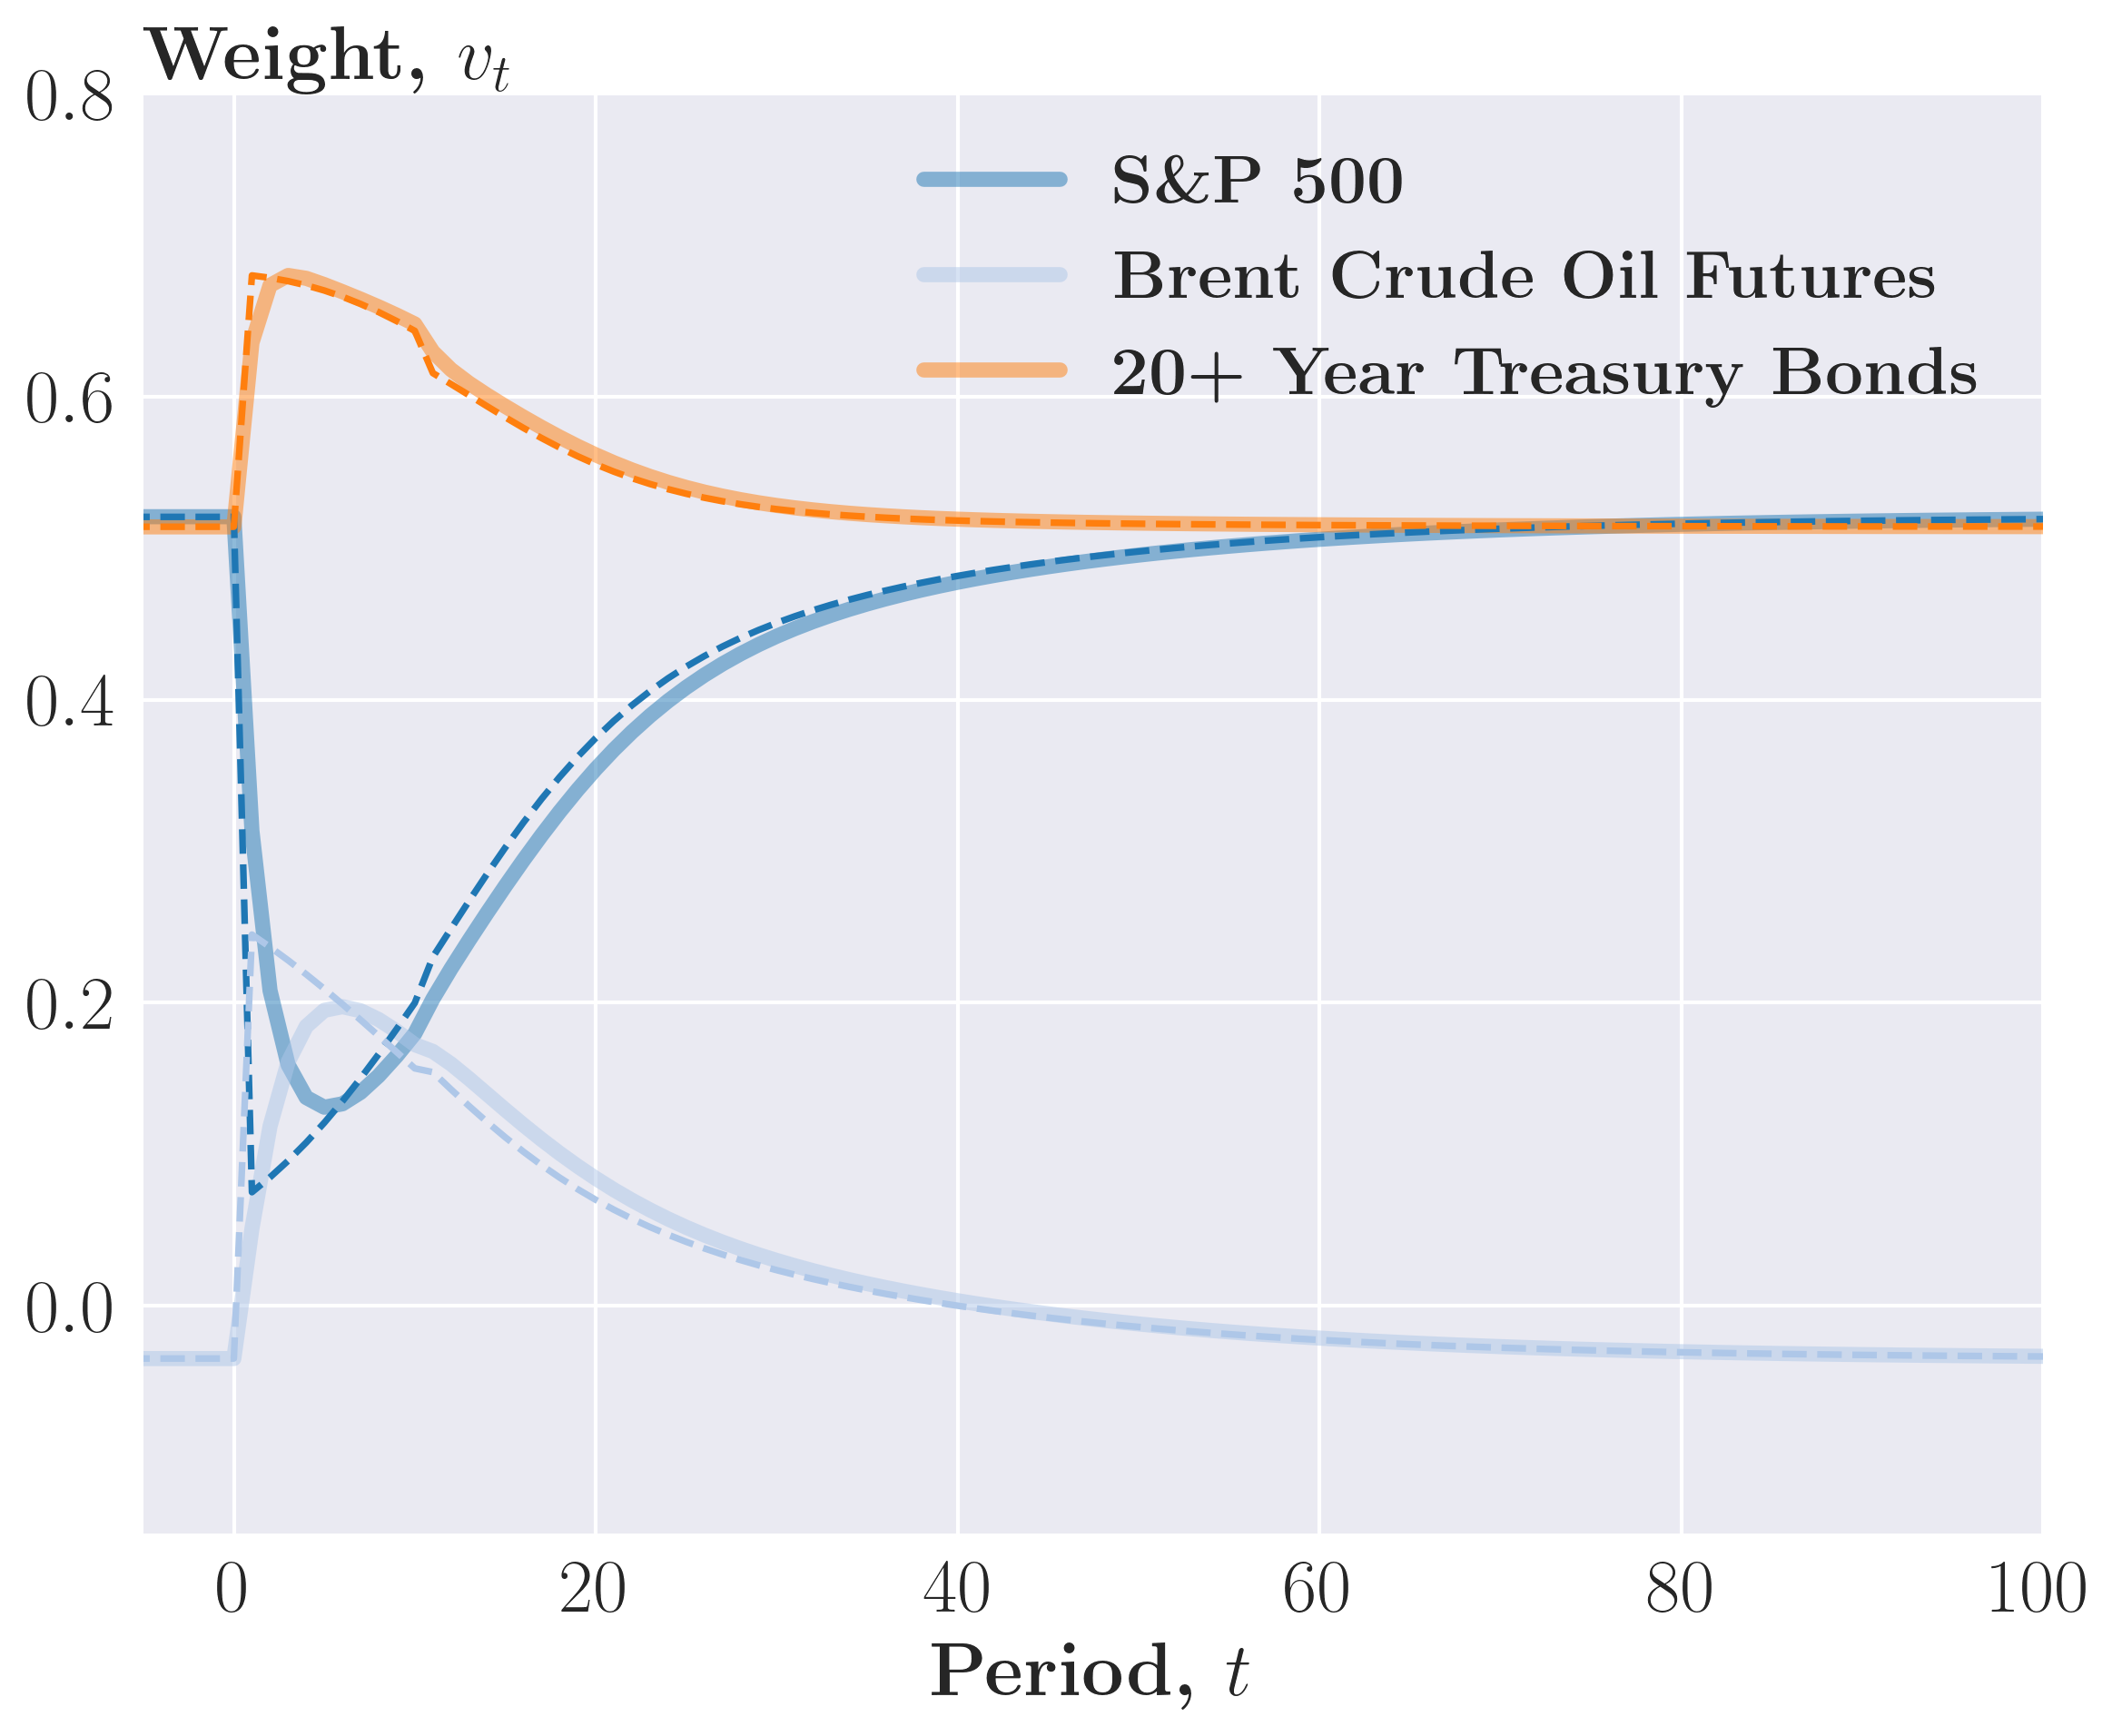 Weight, v_t
0.8
S&P 500
Brent Crude Oil Futures
20+ Year Treasury Bonds
0.6
0.4
0.2
0.0
0 20 40 60 80 100
Period, t